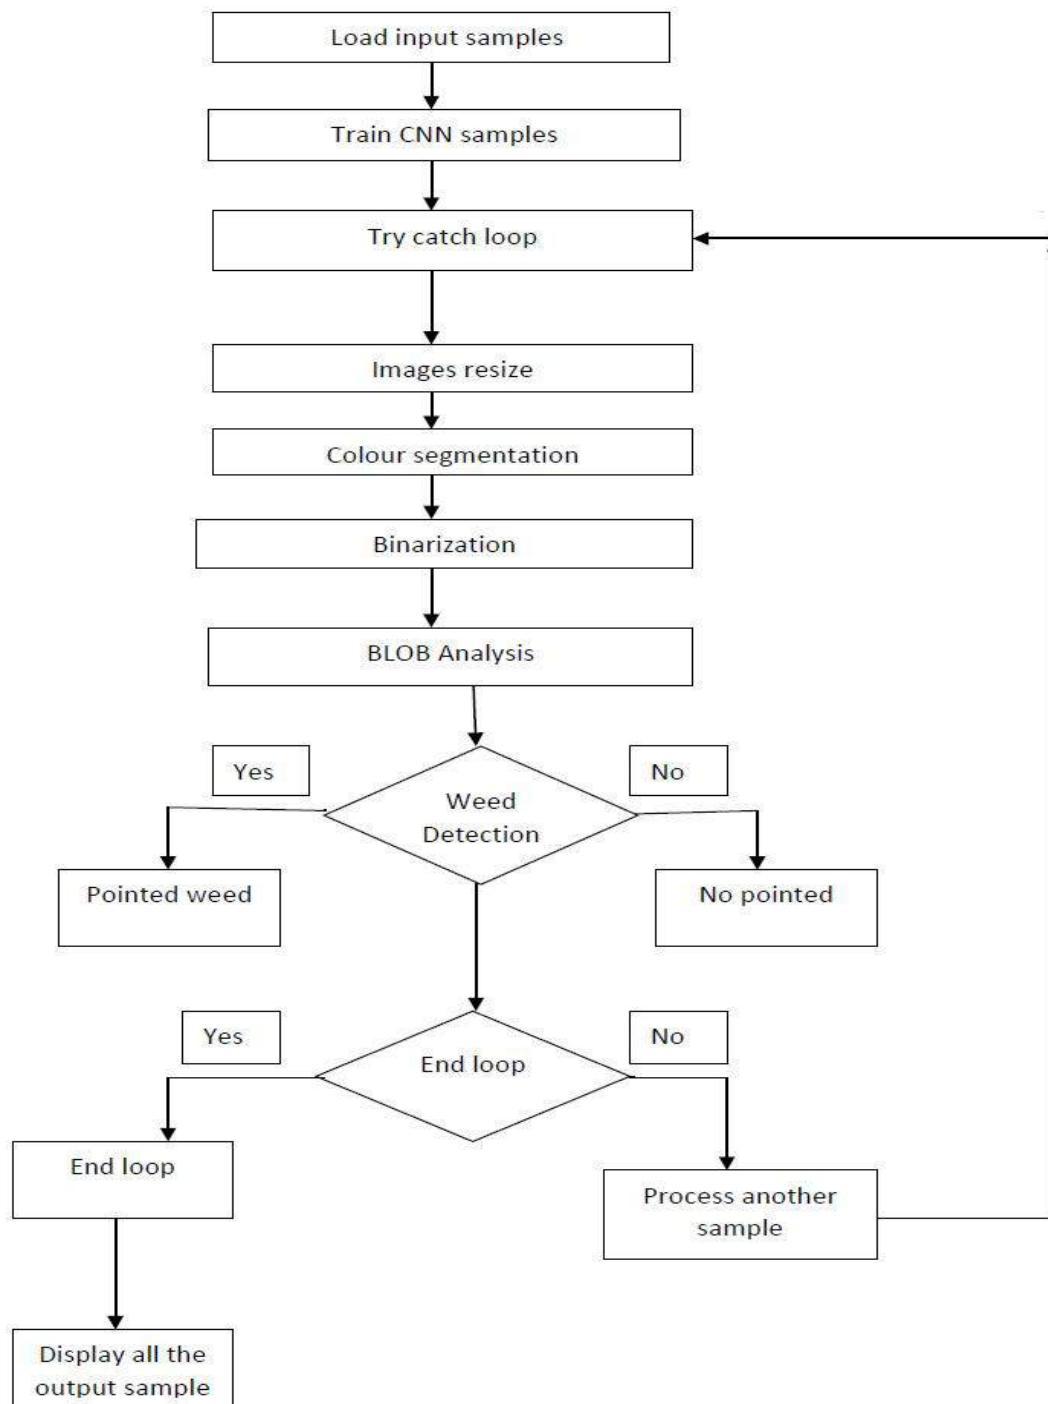 Load input samples
Train CNN samples
Try catch loop
Images resize
Colour segmentation
Binarization
BLOB Analysis
Yes
No
Weed
Detection
Pointed weed
No pointed
Yes
No
End loop
End loop
Process another
sample
Display all the
output sample